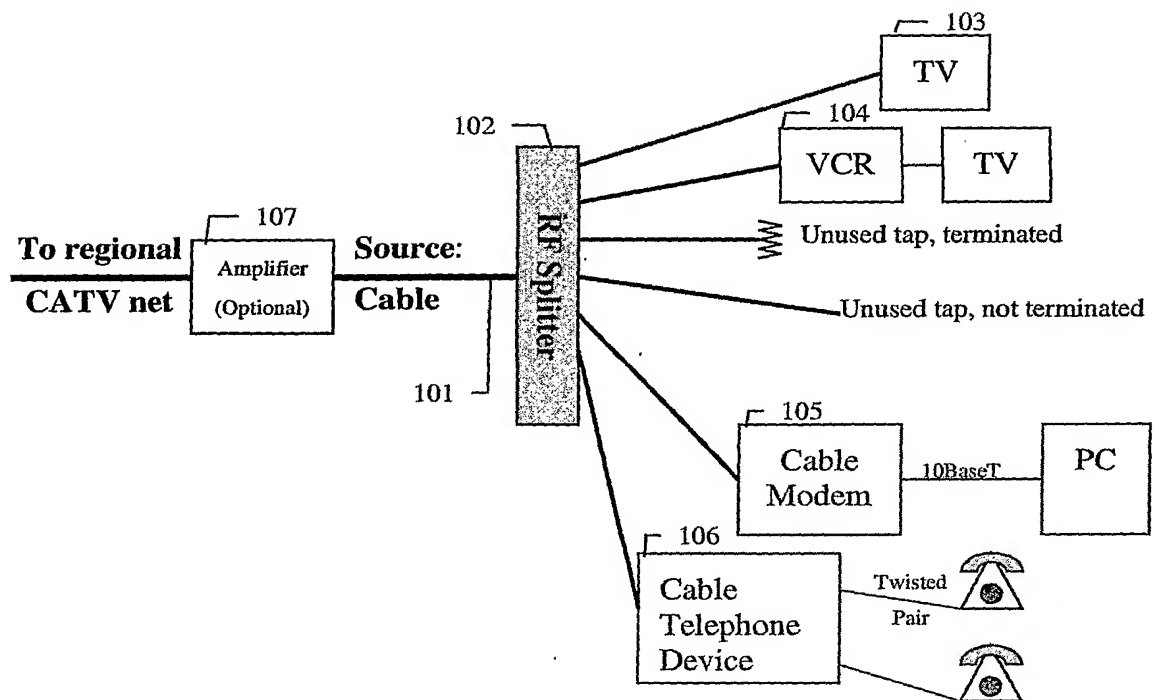 103
TV
102
104
VCR
TV
107
To regional
CATV net
Amplifier
(Optional)
Source:
Cable
RF Splitter
Unused tap, terminated
Unused tap, not terminated
101
105
Cable
Modem
10BaseT
PC
106
Cable
Telephone
Device
Twisted
Pair